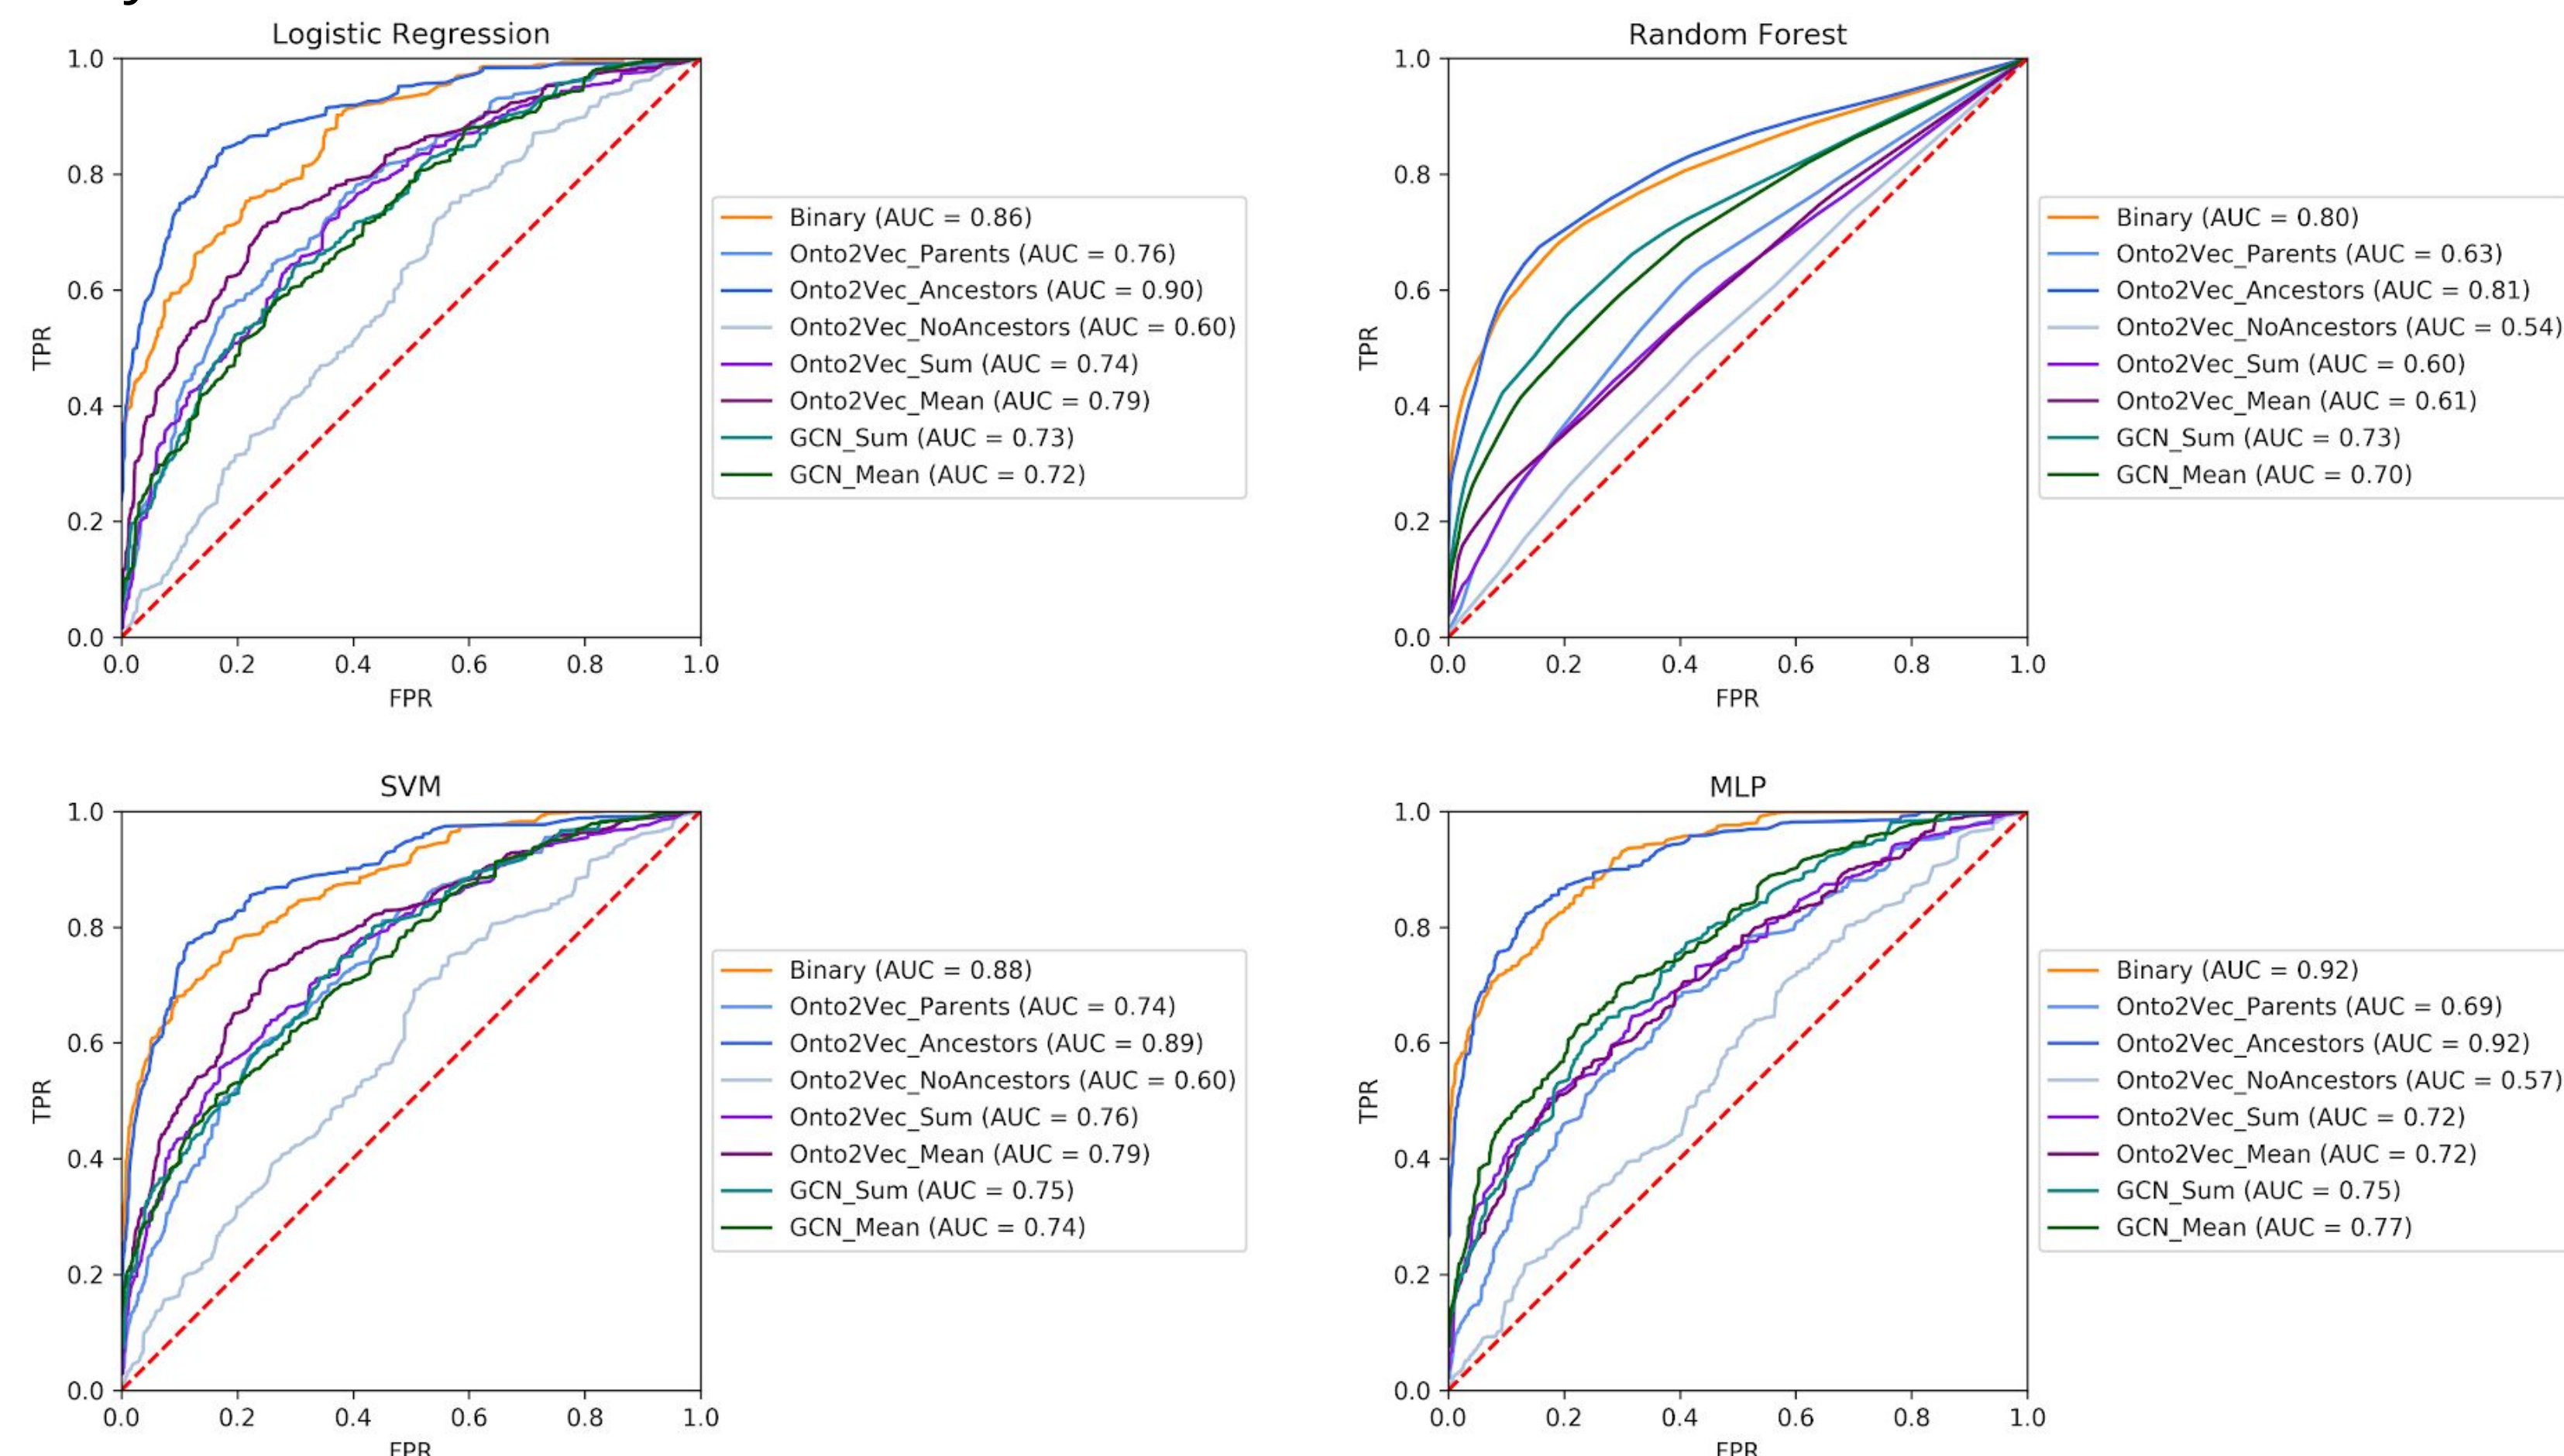 Logistic Regression
1.0
0.8
0.6
0.4
0.2
0.0
TPR
0.0 0.2 0.4 0.6 0.8 1.0
FPR
Binary (AUC = 0.86)
Onto2Vec_Parents (AUC = 0.76)
Onto2Vec_Ancestors (AUC = 0.90)
Onto2Vec_NoAncestors (AUC = 0.60)
Onto2Vec_Sum (AUC = 0.74)
Onto2Vec_Mean (AUC = 0.79)
GCN_Sum (AUC = 0.73)
GCN_Mean (AUC = 0.72)
Random Forest
1.0
0.8
0.6
0.4
0.2
0.0
TPR
0.0 0.2 0.4 0.6 0.8 1.0
FPR
Binary (AUC = 0.80)
Onto2Vec_Parents (AUC = 0.63)
Onto2Vec_Ancestors (AUC = 0.81)
Onto2Vec_NoAncestors (AUC = 0.54)
Onto2Vec_Sum (AUC = 0.60)
Onto2Vec_Mean (AUC = 0.61)
GCN_Sum (AUC = 0.73)
GCN_Mean (AUC = 0.70)
SVM
1.0
0.8
0.6
0.4
0.2
0.0
TPR
0.0 0.2 0.4 0.6 0.8 1.0
FPR
Binary (AUC = 0.88)
Onto2Vec_Parents (AUC = 0.74)
Onto2Vec_Ancestors (AUC = 0.89)
Onto2Vec_NoAncestors (AUC = 0.60)
Onto2Vec_Sum (AUC = 0.76)
Onto2Vec_Mean (AUC = 0.79)
GCN_Sum (AUC = 0.75)
GCN_Mean (AUC = 0.74)
MLP
1.0
0.8
0.6
0.4
0.2
0.0
TPR
0.0 0.2 0.4 0.6 0.8 1.0
FPR
Binary (AUC = 0.92)
Onto2Vec_Parents (AUC = 0.69)
Onto2Vec_Ancestors (AUC = 0.92)
Onto2Vec_NoAncestors (AUC = 0.57)
Onto2Vec_Sum (AUC = 0.72)
Onto2Vec_Mean (AUC = 0.72)
GCN_Sum (AUC = 0.75)
GCN_Mean (AUC = 0.77)